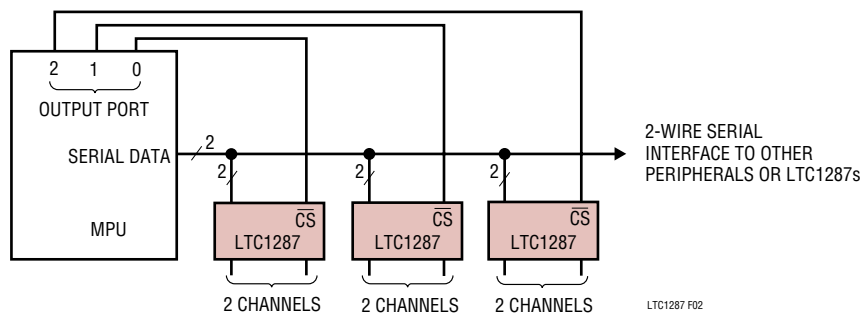 2 1 0
OUTPUT PORT
SERIAL DATA
MPU
2
2
2
2
2-WIRE SERIAL
INTERFACE TO OTHER
PERIPHERALS OR LTC1287s
CS
LTC1287
CS
LTC1287
CS
LTC1287
2 CHANNELS
2 CHANNELS
2 CHANNELS
LTC1287 F02